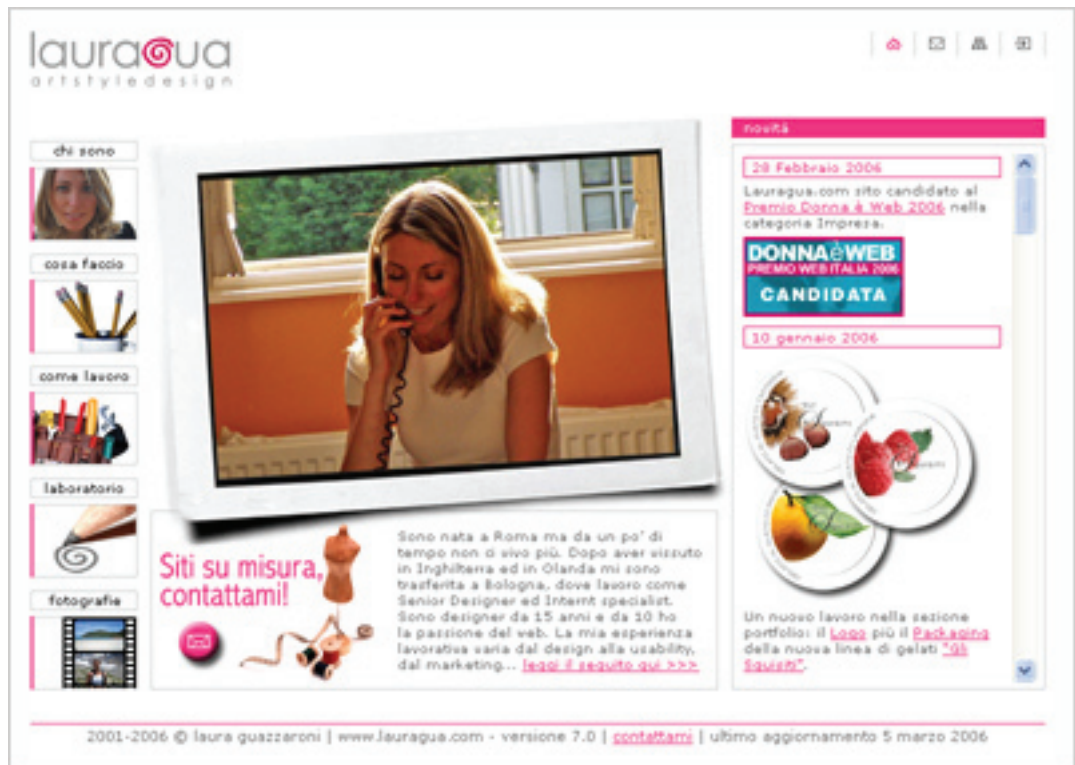 lauragua
artstyledesign
chi sono
cosa faccio
come lavoro
laboratorio
fotografie
Siti su misura,
contattami!
Sono nata a Roma ma da un po' di
tempo non ci vivo più. Dopo aver vissuto
in Inghilterra ed in Olanda mi sono
trasferita a Bologna, dove lavoro come
Senior Designer ed Internt specialist.
Sono designer da 15 anni e da 10 ho
la passione del web. La mia esperienza
lavorativa varia dal design alla usability,
dal marketing... leggi il seguito qui >>>
novità
28 Febbraio 2006
Lauragua.com sito candidato al
Premio Donna è Web 2006 nella
categoria Impresa.
DONNAèWEB
PREMIO WEB ITALIA 2006
CANDIDATA
10 gennaio 2006
Un nuovo lavoro nella sezione
portfolio: il Logo più il Packaging
della nuova linea di gelati "Gli
Squisiti".
2001-2006 © laura guazzaroni | www.lauragua.com - versione 7.0 | contattami | ultimo aggiornamento 5 marzo 2006